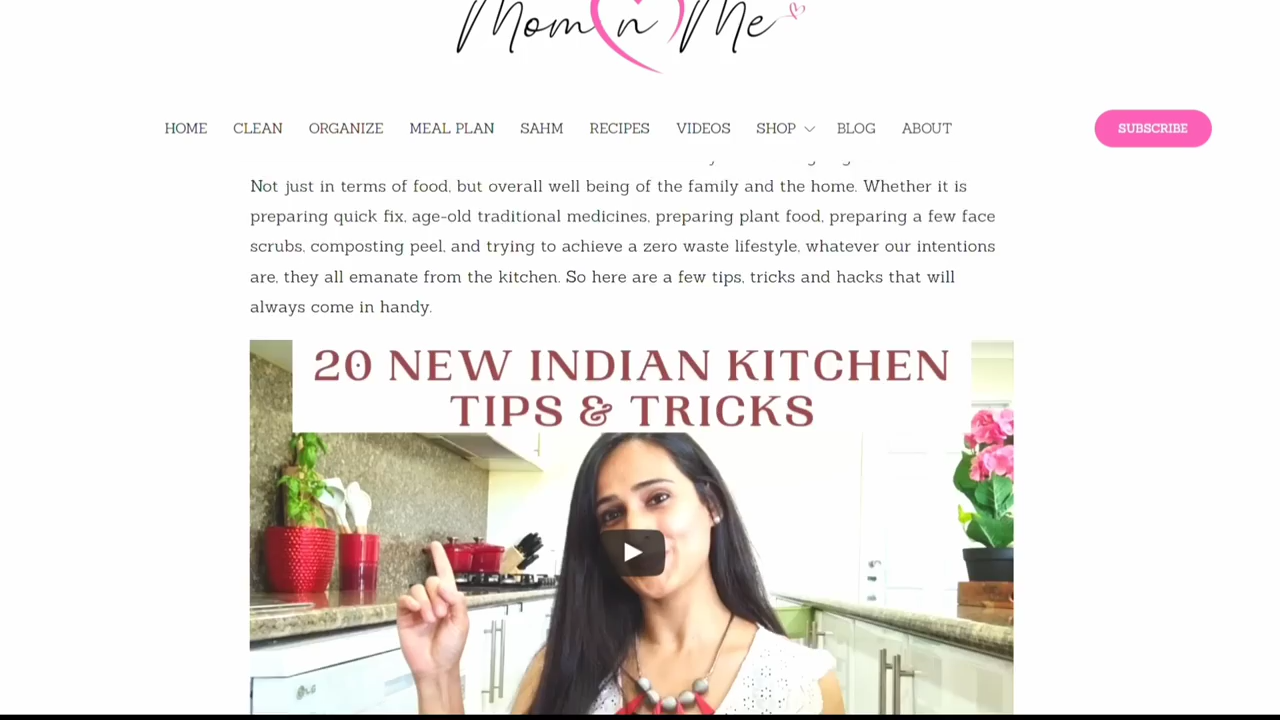 Mom n Me
HOME CLEAN ORGANIZE MEAL PLAN SAHM RECIPES VIDEOS SHOP BLOG ABOUT SUBSCRIBE
Not just in terms of food, but overall well being of the family and the home. Whether it is
preparing quick fix, age-old traditional medicines, preparing plant food, preparing a few face
scrubs, composting peel, and trying to achieve a zero waste lifestyle, whatever our intentions
are, they all emanate from the kitchen. So here are a few tips, tricks and hacks that will
always come in handy.
20 NEW INDIAN KITCHEN
TIPS & TRICKS
LG